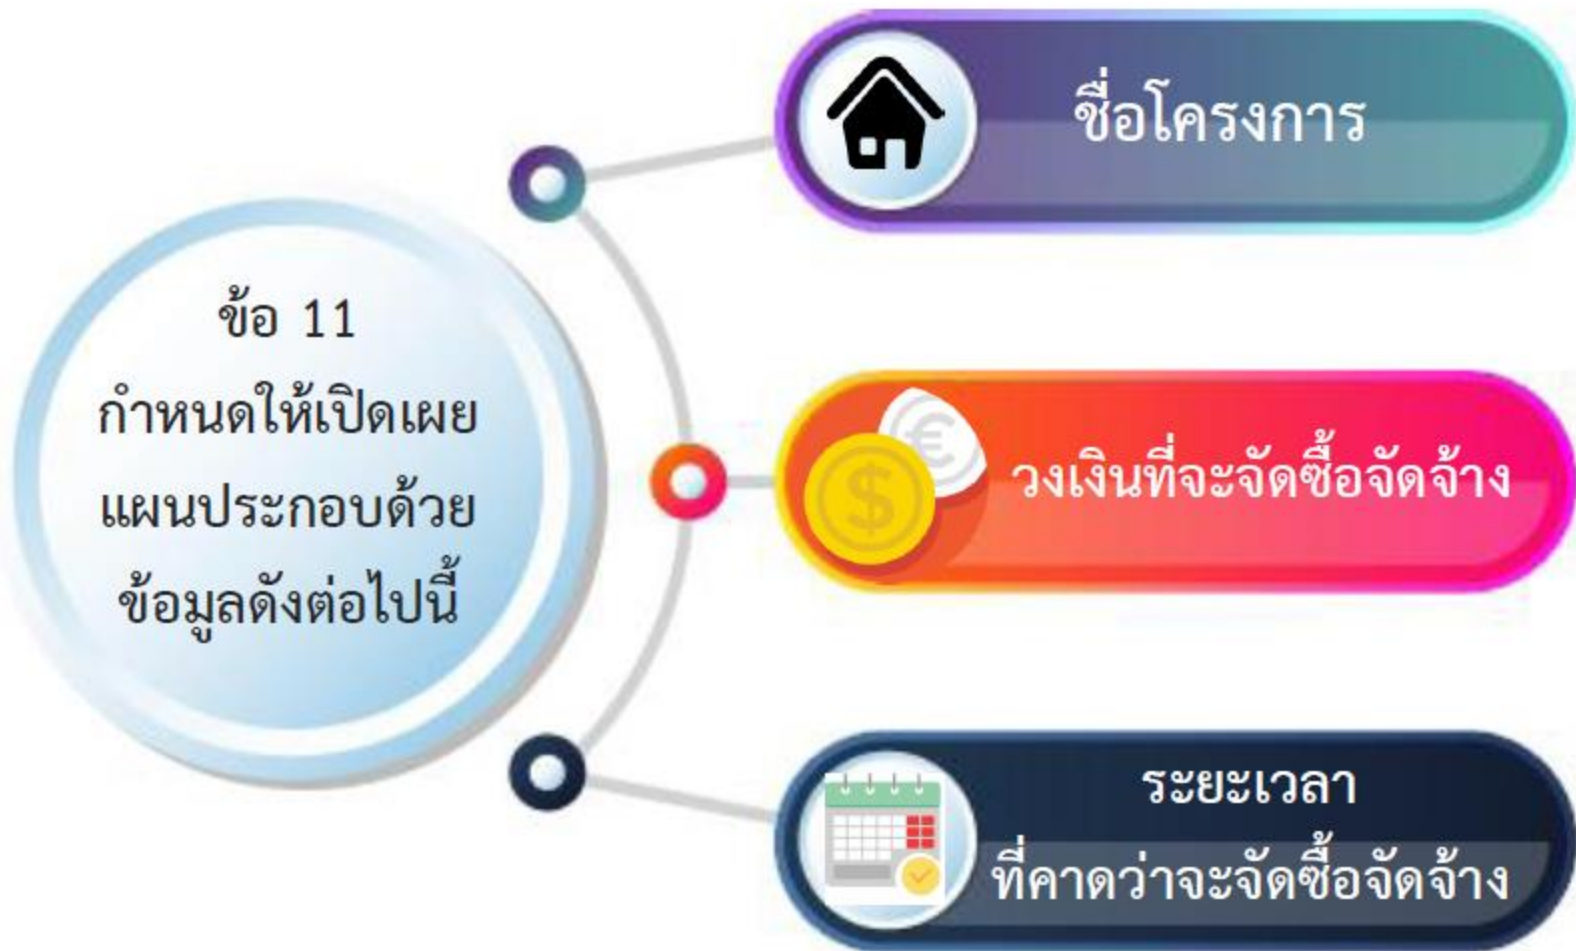 ข้อ 11
กำหนดให้เปิดเผย
แผนประกอบด้วย
ข้อมูลดังต่อไปนี้
ชื่อโครงการ
วงเงินที่จะจัดซื้อจัดจ้าง
ระยะเวลา
ที่คาดว่าจะจัดซื้อจัดจ้าง